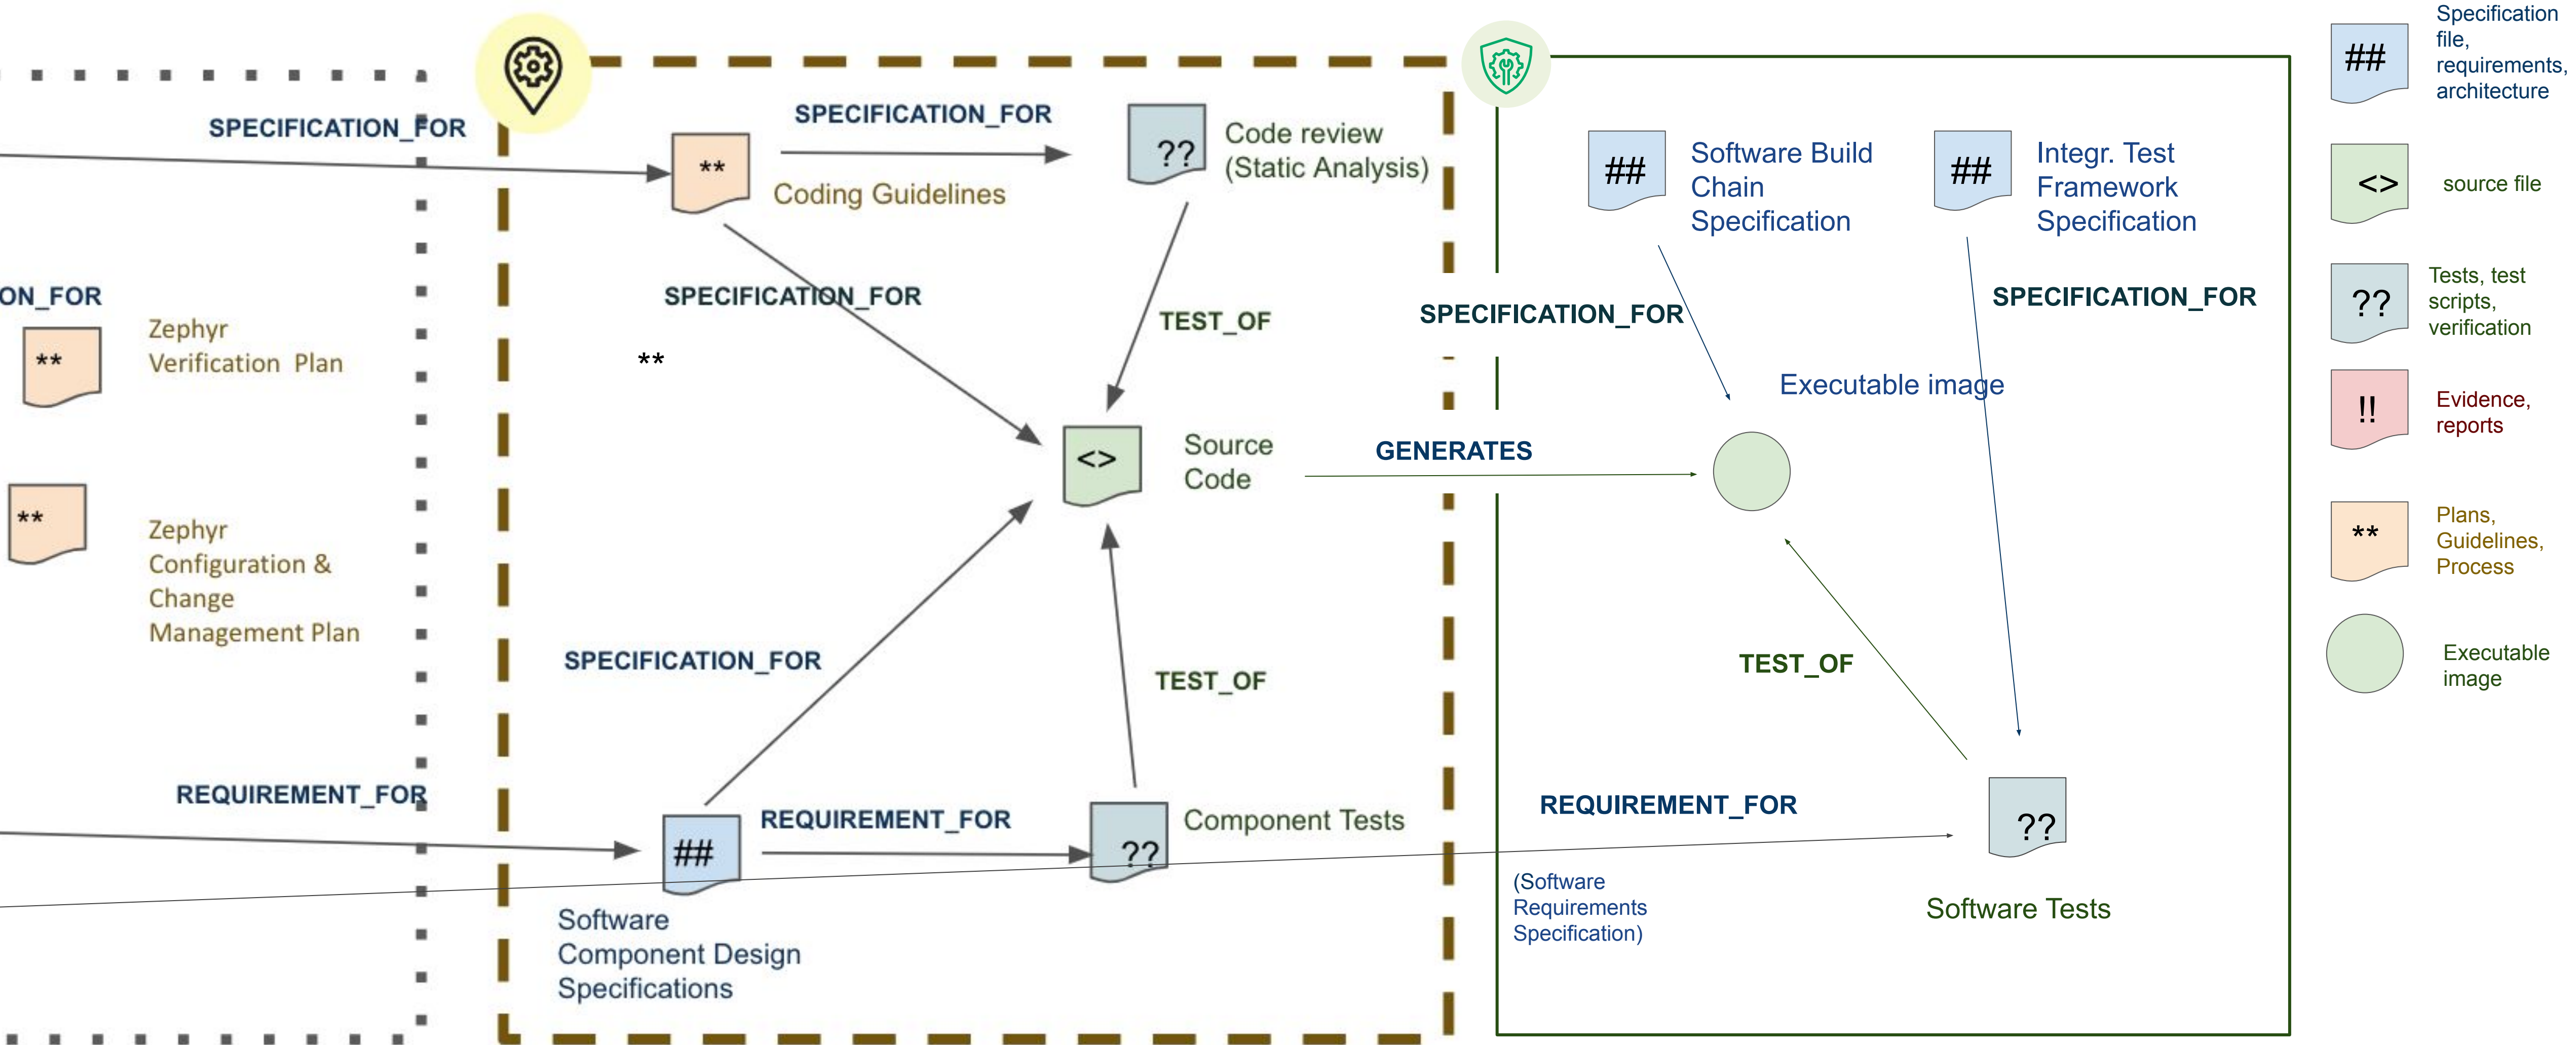 SPECIFICATION_FOR
ON_FOR
**
Zephyr
Verification Plan
**
Zephyr
Configuration &
Change
Management Plan
REQUIREMENT_FOR
**
Coding Guidelines
SPECIFICATION_FOR
??
Code review
(Static Analysis)
SPECIFICATION_FOR
**
TEST_OF
<>
Source
Code
SPECIFICATION_FOR
TEST_OF
##
REQUIREMENT_FOR
??
Component Tests
Software
Component Design
Specifications
##
Software Build
Chain
Specification
##
Integr. Test
Framework
Specification
SPECIFICATION_FOR
SPECIFICATION_FOR
Executable image
GENERATES
TEST_OF
REQUIREMENT_FOR
(Software
Requirements
Specification)
??
Software Tests
##
Specification
file,
requirements,
architecture
<>
source file
??
Tests, test
scripts,
verification
!!
Evidence,
reports
**
Plans,
Guidelines,
Process
Executable
image